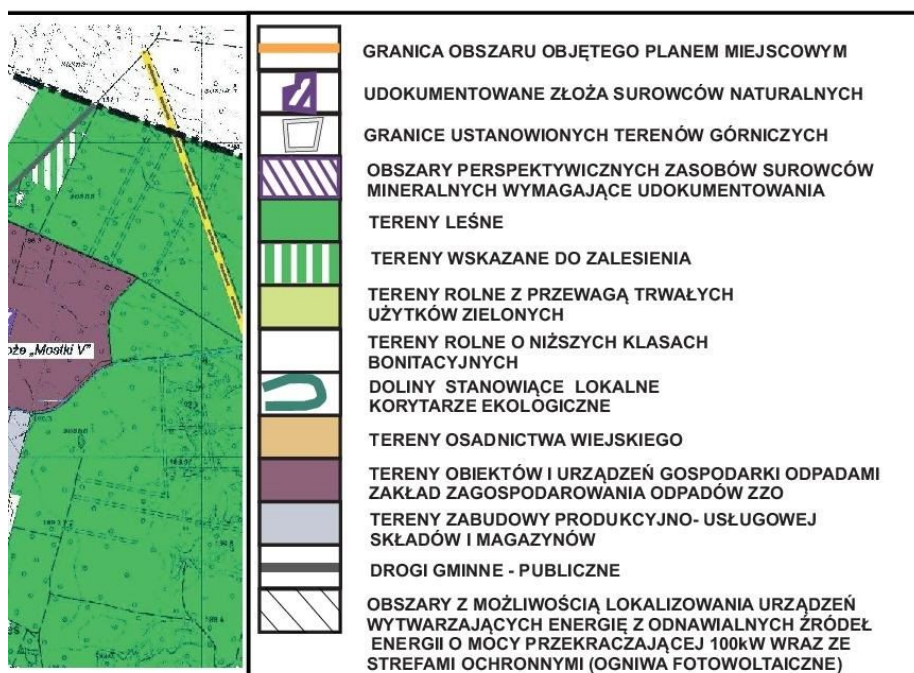 GRANICA OBSZARU OBJĘTEGO PLANEM MIEJSCOWYM
UDOKUMENTOWANE ZŁOŻA SUROWCÓW NATURALNYCH
GRANICE USTANOWIONYCH TERENÓW GÓRNICZYCH
OBSZARY PERSPEKTYWICZNYCH ZASOBÓW SUROWCÓW
MINERALNYCH WYMAGAJĄCE UDOKUMENTOWANIA
TERENY LEŚNE
TERENY WSKAZANE DO ZALESIENIA
TERENY ROLNE Z PRZEWAGĄ TRWAŁYCH
UŻYTKÓW ZIELONYCH
TERENY ROLNE O NIŻSZYCH KLASACH
BONITACYJNYCH
DOLINY STANOWIĄCE LOKALNE
KORYTARZE EKOLOGICZNE
TERENY OSADNICTWA WIEJSKIEGO
TERENY OBIEKTÓW I URZĄDZEŃ GOSPODARKI ODPADAMI
ZAKŁAD ZAGOSPODAROWANIA ODPADÓW ZZO
TERENY ZABUDOWY PRODUKCYJNO- USŁUGOWEJ
SKŁADÓW I MAGAZYNÓW
DROGI GMINNE - PUBLICZNE
OBSZARY Z MOŻLIWOŚCIĄ LOKALIZOWANIA URZĄDZEŃ
WYTWARZAJĄCYCH ENERGIĘ Z ODNAWIALNYCH ŹRÓDEŁ
ENERGII O MOCY PRZEKRACZAJĄCEJ 100kW WRAZ ZE
STREFAMI OCHRONNYMI (OGNIWA FOTOWOLTAICZNE)
oże „Mostki V"